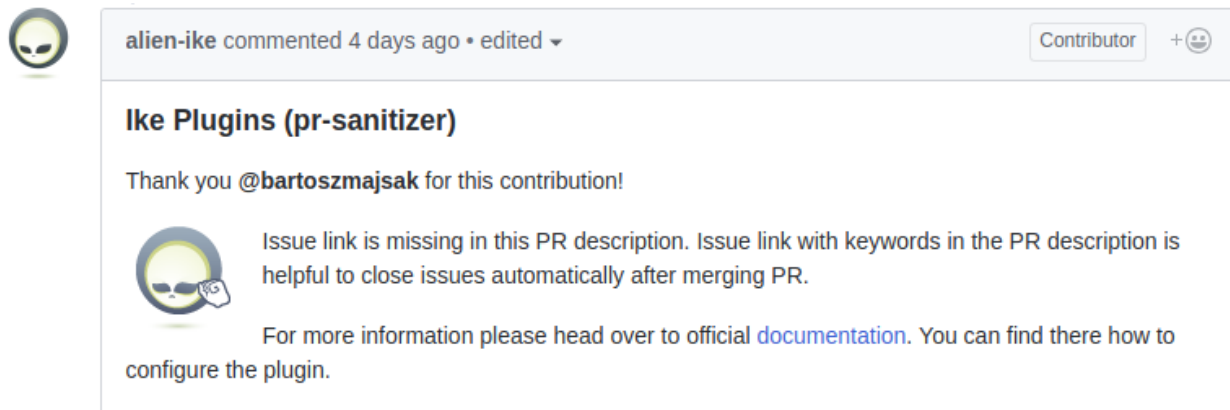 alien-ike commented 4 days ago • edited
Contributor
Ike Plugins (pr-sanitizer)
Thank you @bartoszmajsak for this contribution!
Issue link is missing in this PR description. Issue link with keywords in the PR description is
helpful to close issues automatically after merging PR.
For more information please head over to official documentation. You can find there how to
configure the plugin.